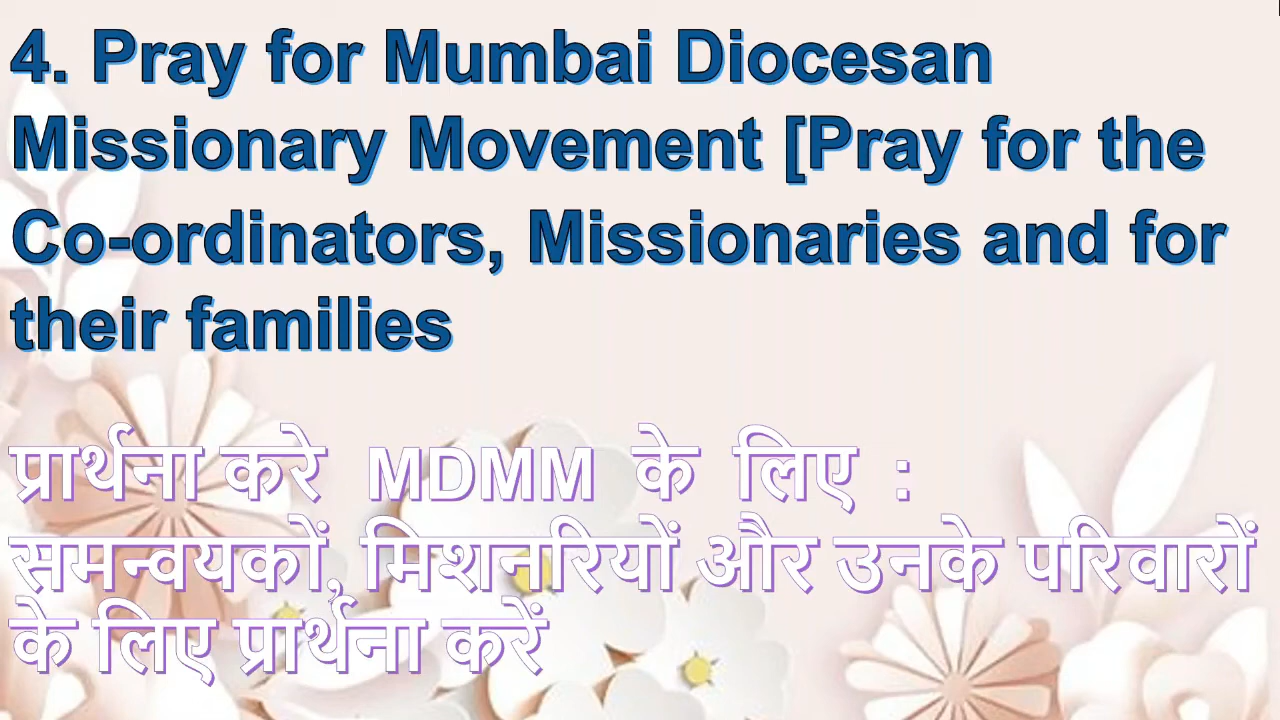 4. Pray for Mumbai Diocesan
Missionary Movement [Pray for the
Co-ordinators, Missionaries and for
their families
प्रार्थना करे MDMM के लिए :
समन्वयकों, मिशनरियों और उनके परिवारों
के लिए प्रार्थना करें